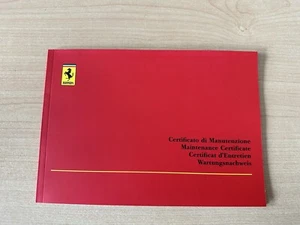 Certificato di Manutenzione
Maintenance Certificate
Certificat d'Entretien
Wartungsnachweis